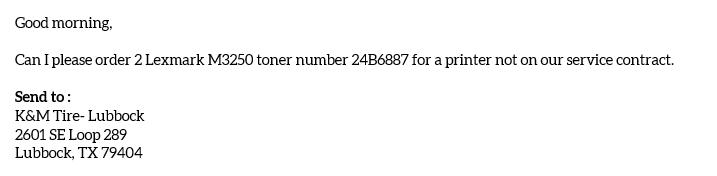 Good morning,
Can I please order 2 Lexmark M3250 toner number 24B6887 for a printer not on our service contract.
Send to :
K&M Tire- Lubbock
2601 SE Loop 289
Lubbock, TX 79404